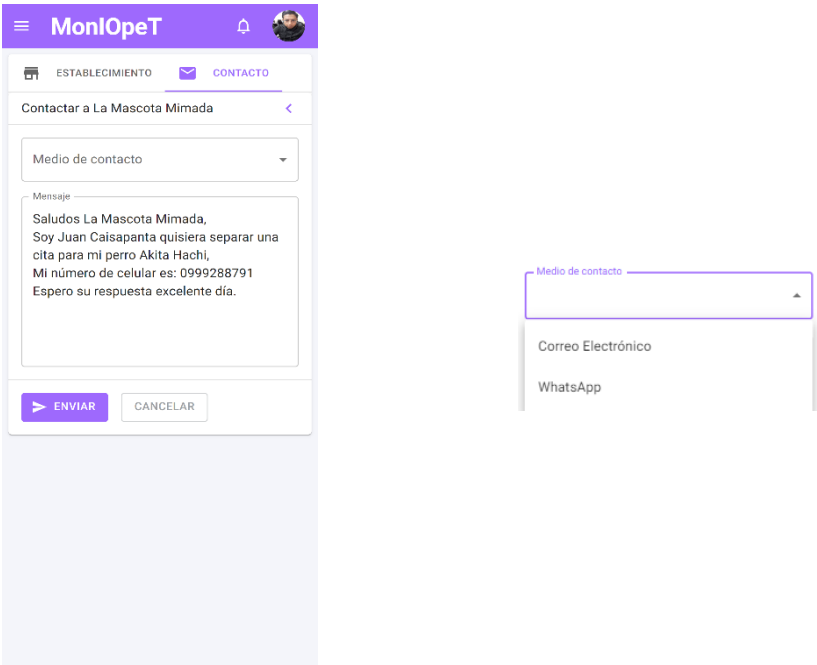 MonIOpeT
ESTABLECIMIENTO CONTACTO
Contactar a La Mascota Mimada
Medio de contacto
Mensaje
Saludos La Mascota Mimada,
Soy Juan Caisapanta quisiera separar una
cita para mi perro Akita Hachi,
Mi número de celular es: 0999288791
Espero su respuesta excelente día.
ENVIAR CANCELAR
Medio de contacto
Correo Electrónico
WhatsApp